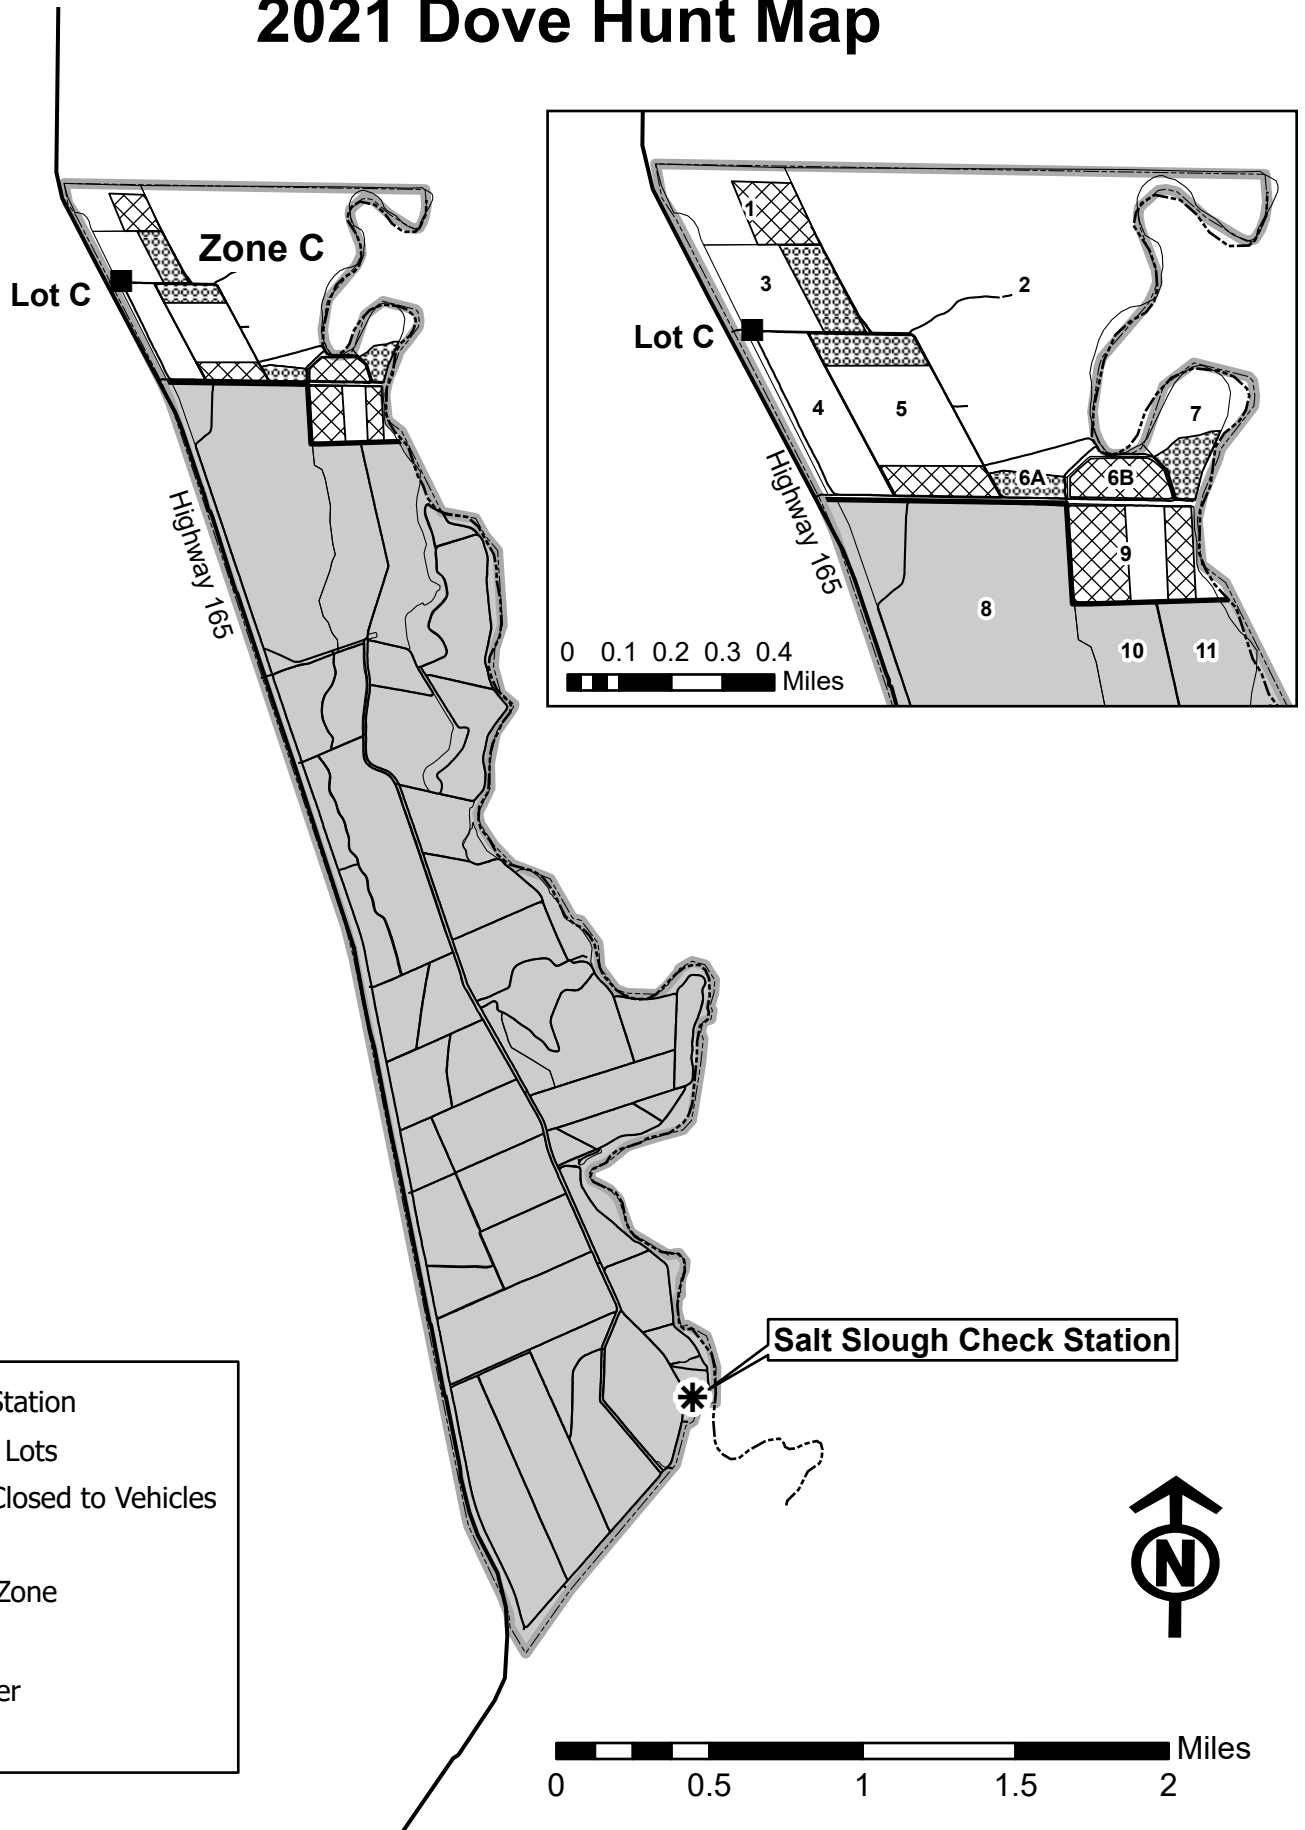 2021 Dove Hunt Map
Zone C
Lot C
Highway 165
1
2
3
Lot C
4
5
7
6A
6B
Highway 165
9
8
10
11
0 0.1 0.2 0.3 0.4
Miles
Salt Slough Check Station
Station
Lots
Closed to Vehicles
Zone
er
N
Miles
0 0.5 1 1.5 2